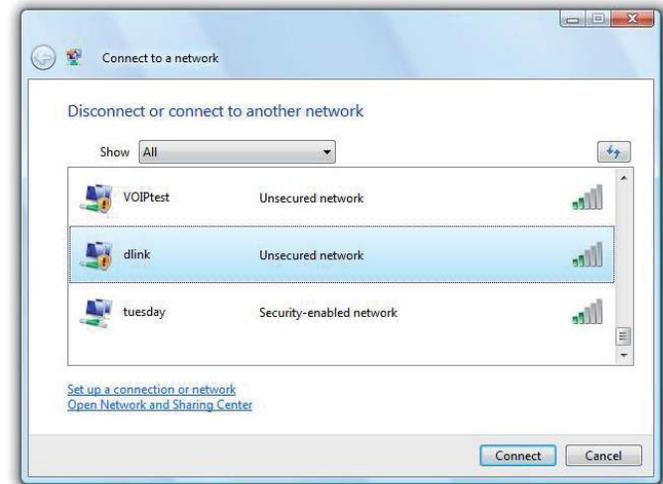 Connect to a network
Disconnect or connect to another network
Show All
VOIPtest Unsecured network
dlink Unsecured network
tuesday Security-enabled network
Set up a connection or network
Open Network and Sharing Center
Connect Cancel